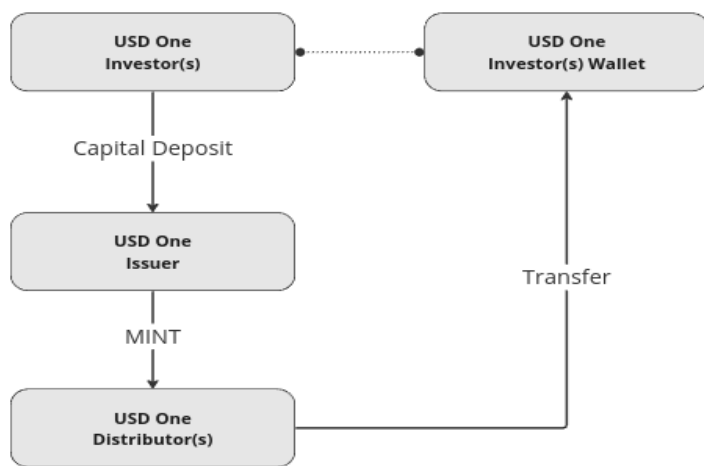 USD One
Investor(s)
USD One
Investor(s) Wallet
Capital Deposit
USD One
Issuer
Transfer
MINT
USD One
Distributor(s)